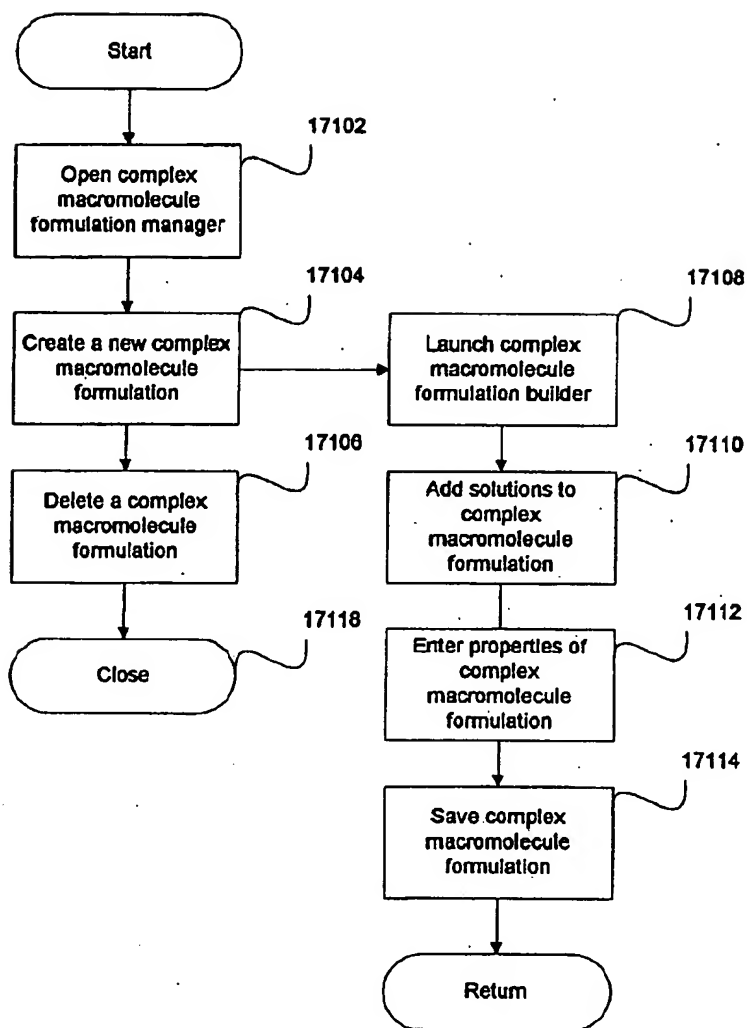 Start
17102
Open complex
macromolecule
formulation manager
17104
Create a new complex
macromolecule
formulation
17106
Delete a complex
macromolecule
formulation
17118
Close
17108
Launch complex
macromolecule
formulation builder
17110
Add solutions to
complex
macromolecule
formulation
17112
Enter properties of
complex
macromolecule
formulation
17114
Save complex
macromolecule
formulation
Return